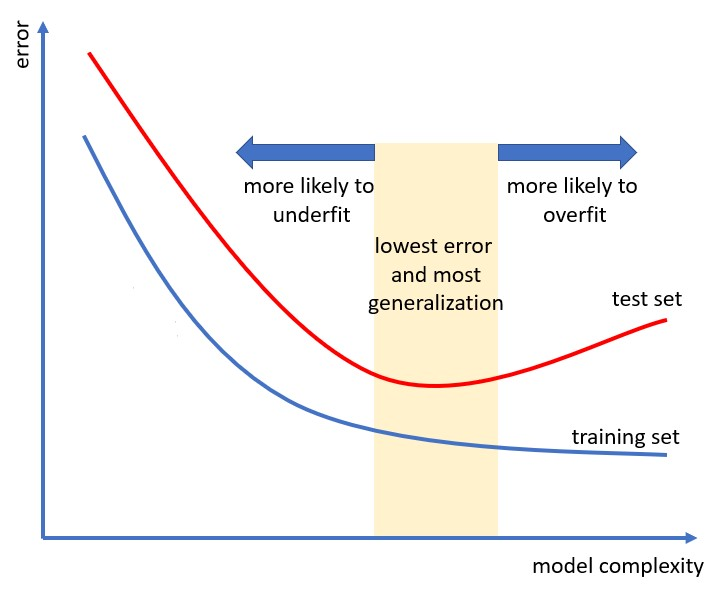 error
more likely to
underfit
more likely to
overfit
lowest error
and most
generalization
test set
training set
model complexity